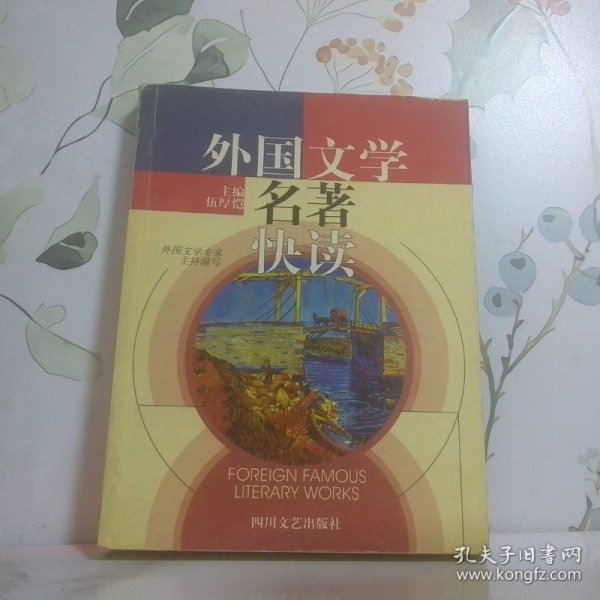 外国文学
名著
快读
主编
伍厚恺
外国文学专家
主持编写
FOREIGN FAMOUS
LITERARY WORKS
四川文艺出版社
孔夫子旧书网
www.kongfz.com